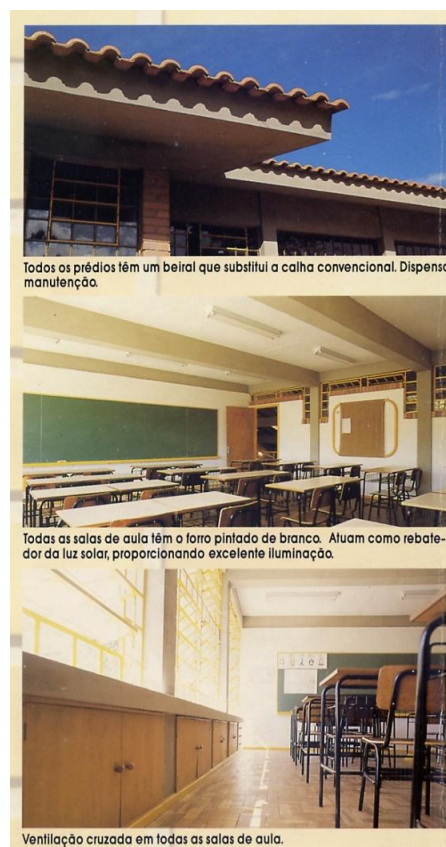 Todos os prédios têm um beiral que substitui a calha convencional. Dispensa
manutenção.
Todas as salas de aula têm o forro pintado de branco. Atuam como rebate-
dor da luz solar, proporcionando excelente iluminação.
Ventilação cruzada em todas as salas de aula.